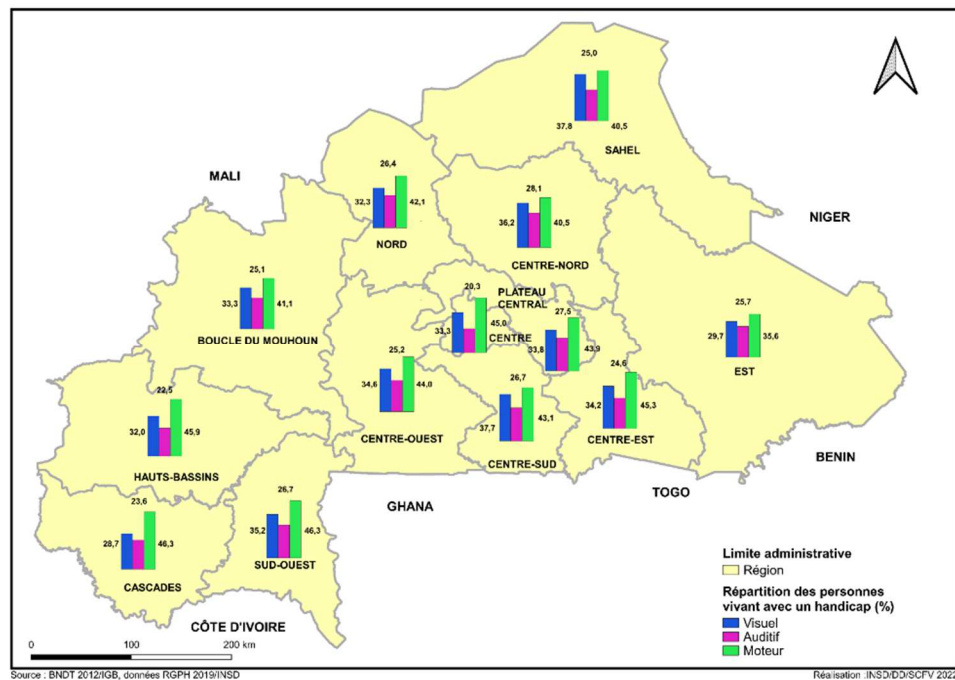 25,0
37,8
40,5
SAHEL
MALI
NIGER
26,4
32,3
42,1
NORD
28,1
36,2
40,5
CENTRE-NORD
25,1
33,3
41,1
BOUCLE DU MOUHOUN
20,3
PLATEAU
CENTRAL
33,3
45,0
CENTRE
27,5
33,8
43,9
25,7
29,7
35,6
EST
25,2
34,6
44,0
CENTRE-OUEST
26,7
37,7
43,1
CENTRE-SUD
24,6
34,2
45,3
CENTRE-EST
22,5
32,0
45,9
HAUTS-BASSINS
BENIN
TOGO
GHANA
23,6
28,7
46,3
CASCADES
26,7
35,2
46,3
SUD-OUEST
CÔTE D'IVOIRE
Limite administrative
Région
Répartition des personnes
vivant avec un handicap (%)
Visuel
Auditif
Moteur
0 100 200 km
Source : BNDT 2012/IGB, données RGPH 2019/INSD
Réalisation :INSD/DD/SCFV 2022